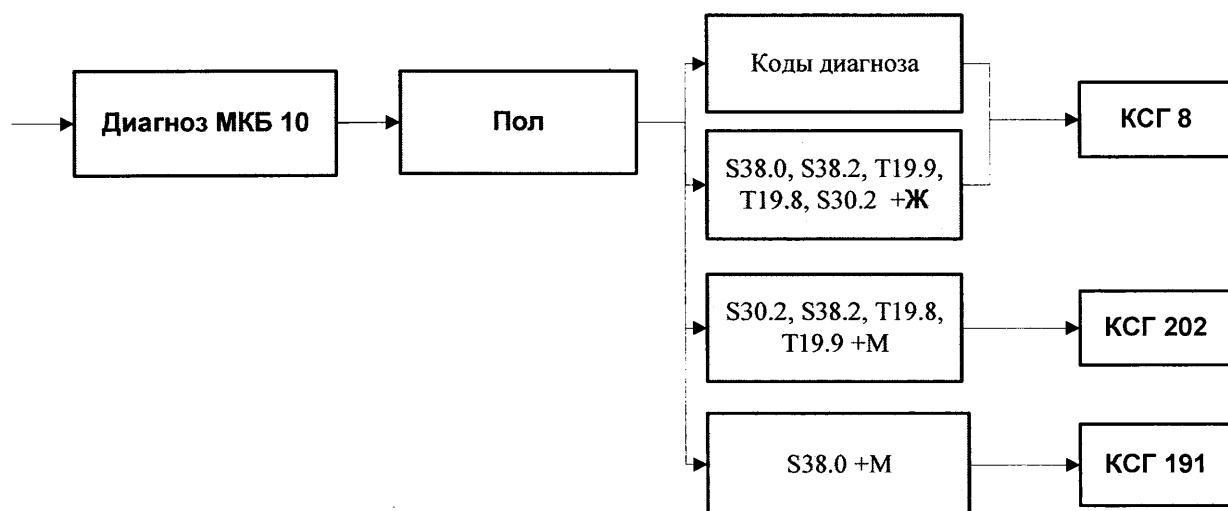 Диагноз МКБ 10
Пол
Коды диагноза
S38.0, S38.2, T19.9,
T19.8, S30.2 +Ж
КСГ 8
S30.2, S38.2, T19.8,
T19.9 +М
КСГ 202
S38.0 +М
КСГ 191